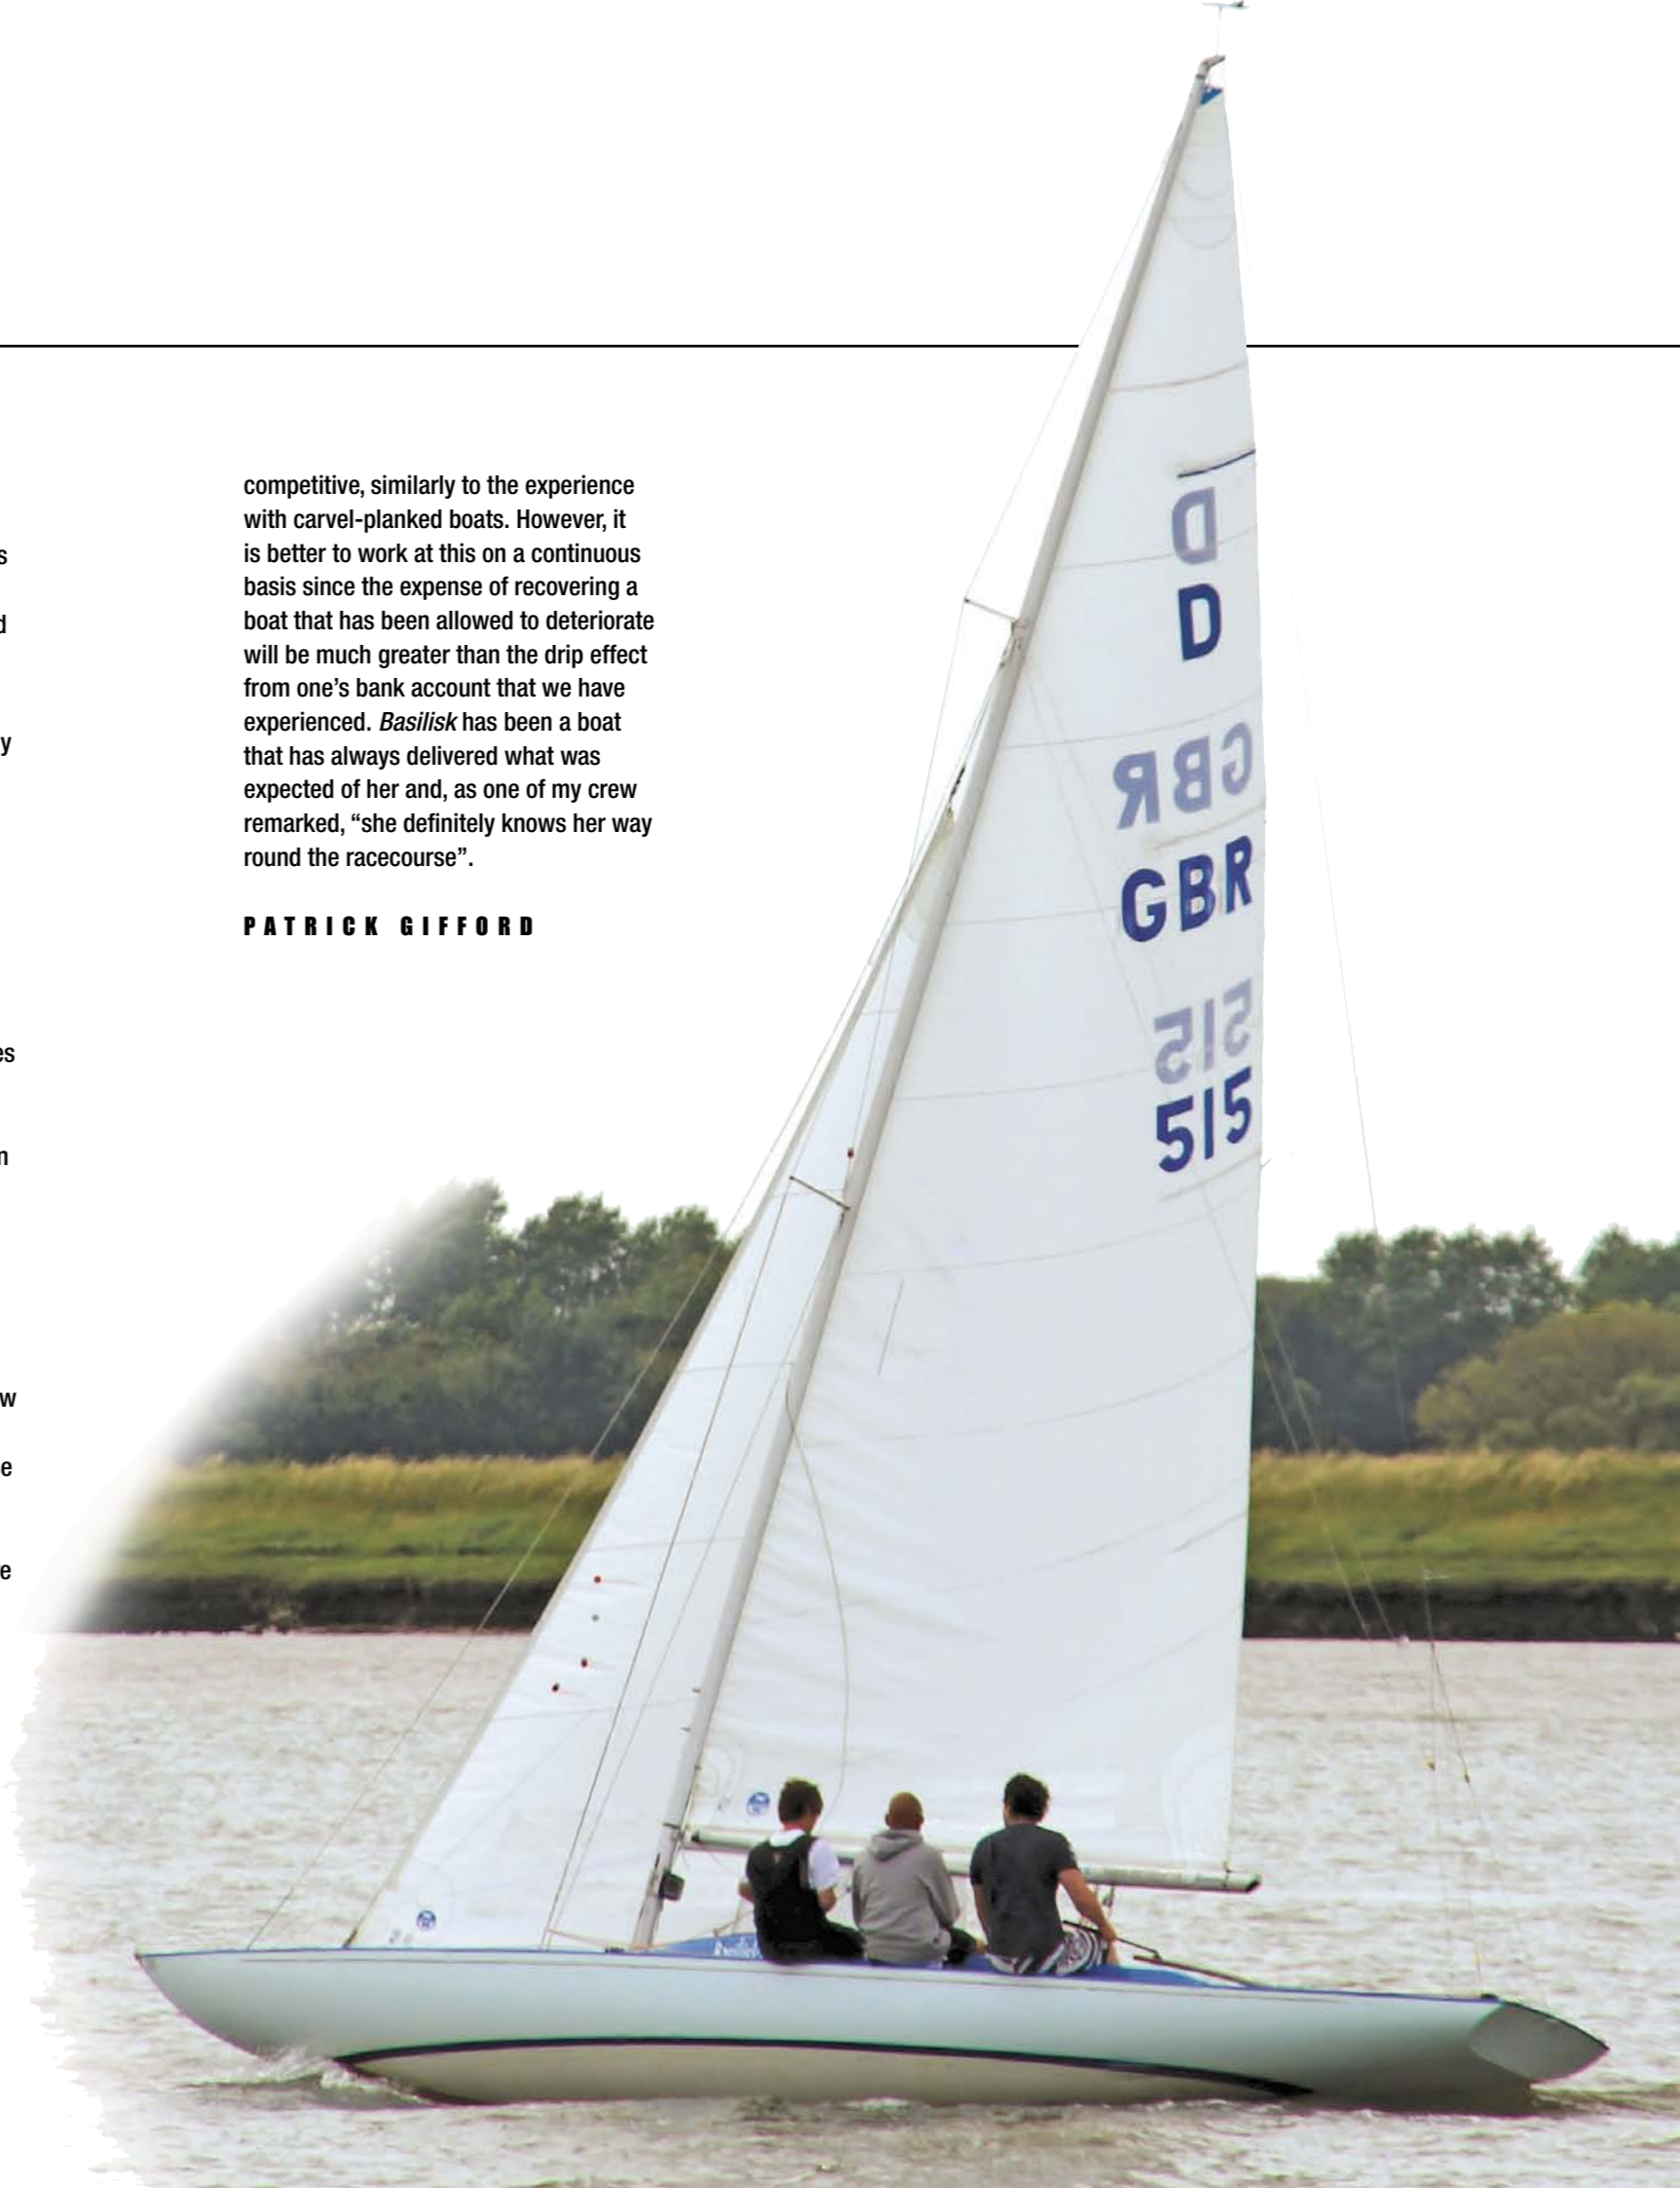 s
d
y
es
n
w
e
e
competitive, similarly to the experience
with carvel-planked boats. However, it
is better to work at this on a continuous
basis since the expense of recovering a
boat that has been allowed to deteriorate
will be much greater than the drip effect
from one’s bank account that we have
experienced. Basilisk has been a boat
that has always delivered what was
expected of her and, as one of my crew
remarked, “she definitely knows her way
round the racecourse”.
PATRICK GIFFORD
D
D
GBR
GBR
515
515